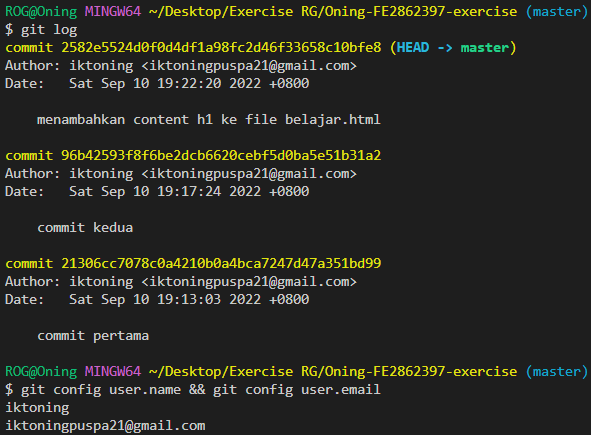 ROG@Oning MINGW64 ~/Desktop/Exercise RG/Oning-FE2862397-exercise (master)
$ git log
commit 2582e5524d0f0d4df1a98fc2d46f33658c10bfe8 (HEAD -> master)
Author: iktoning <iktoningpuspa21@gmail.com>
Date:   Sat Sep 10 19:22:20 2022 +0800
    menambahkan content h1 ke file belajar.html
commit 96b42593f8f6be2dcb6620cebf5d0ba5e51b31a2
Author: iktoning <iktoningpuspa21@gmail.com>
Date:   Sat Sep 10 19:17:24 2022 +0800
    commit kedua
commit 21306cc7078c0a4210b0a4bca7247d47a351bd99
Author: iktoning <iktoningpuspa21@gmail.com>
Date:   Sat Sep 10 19:13:03 2022 +0800
    commit pertama
ROG@Oning MINGW64 ~/Desktop/Exercise RG/Oning-FE2862397-exercise (master)
$ git config user.name && git config user.email
iktoning
iktoningpuspa21@gmail.com